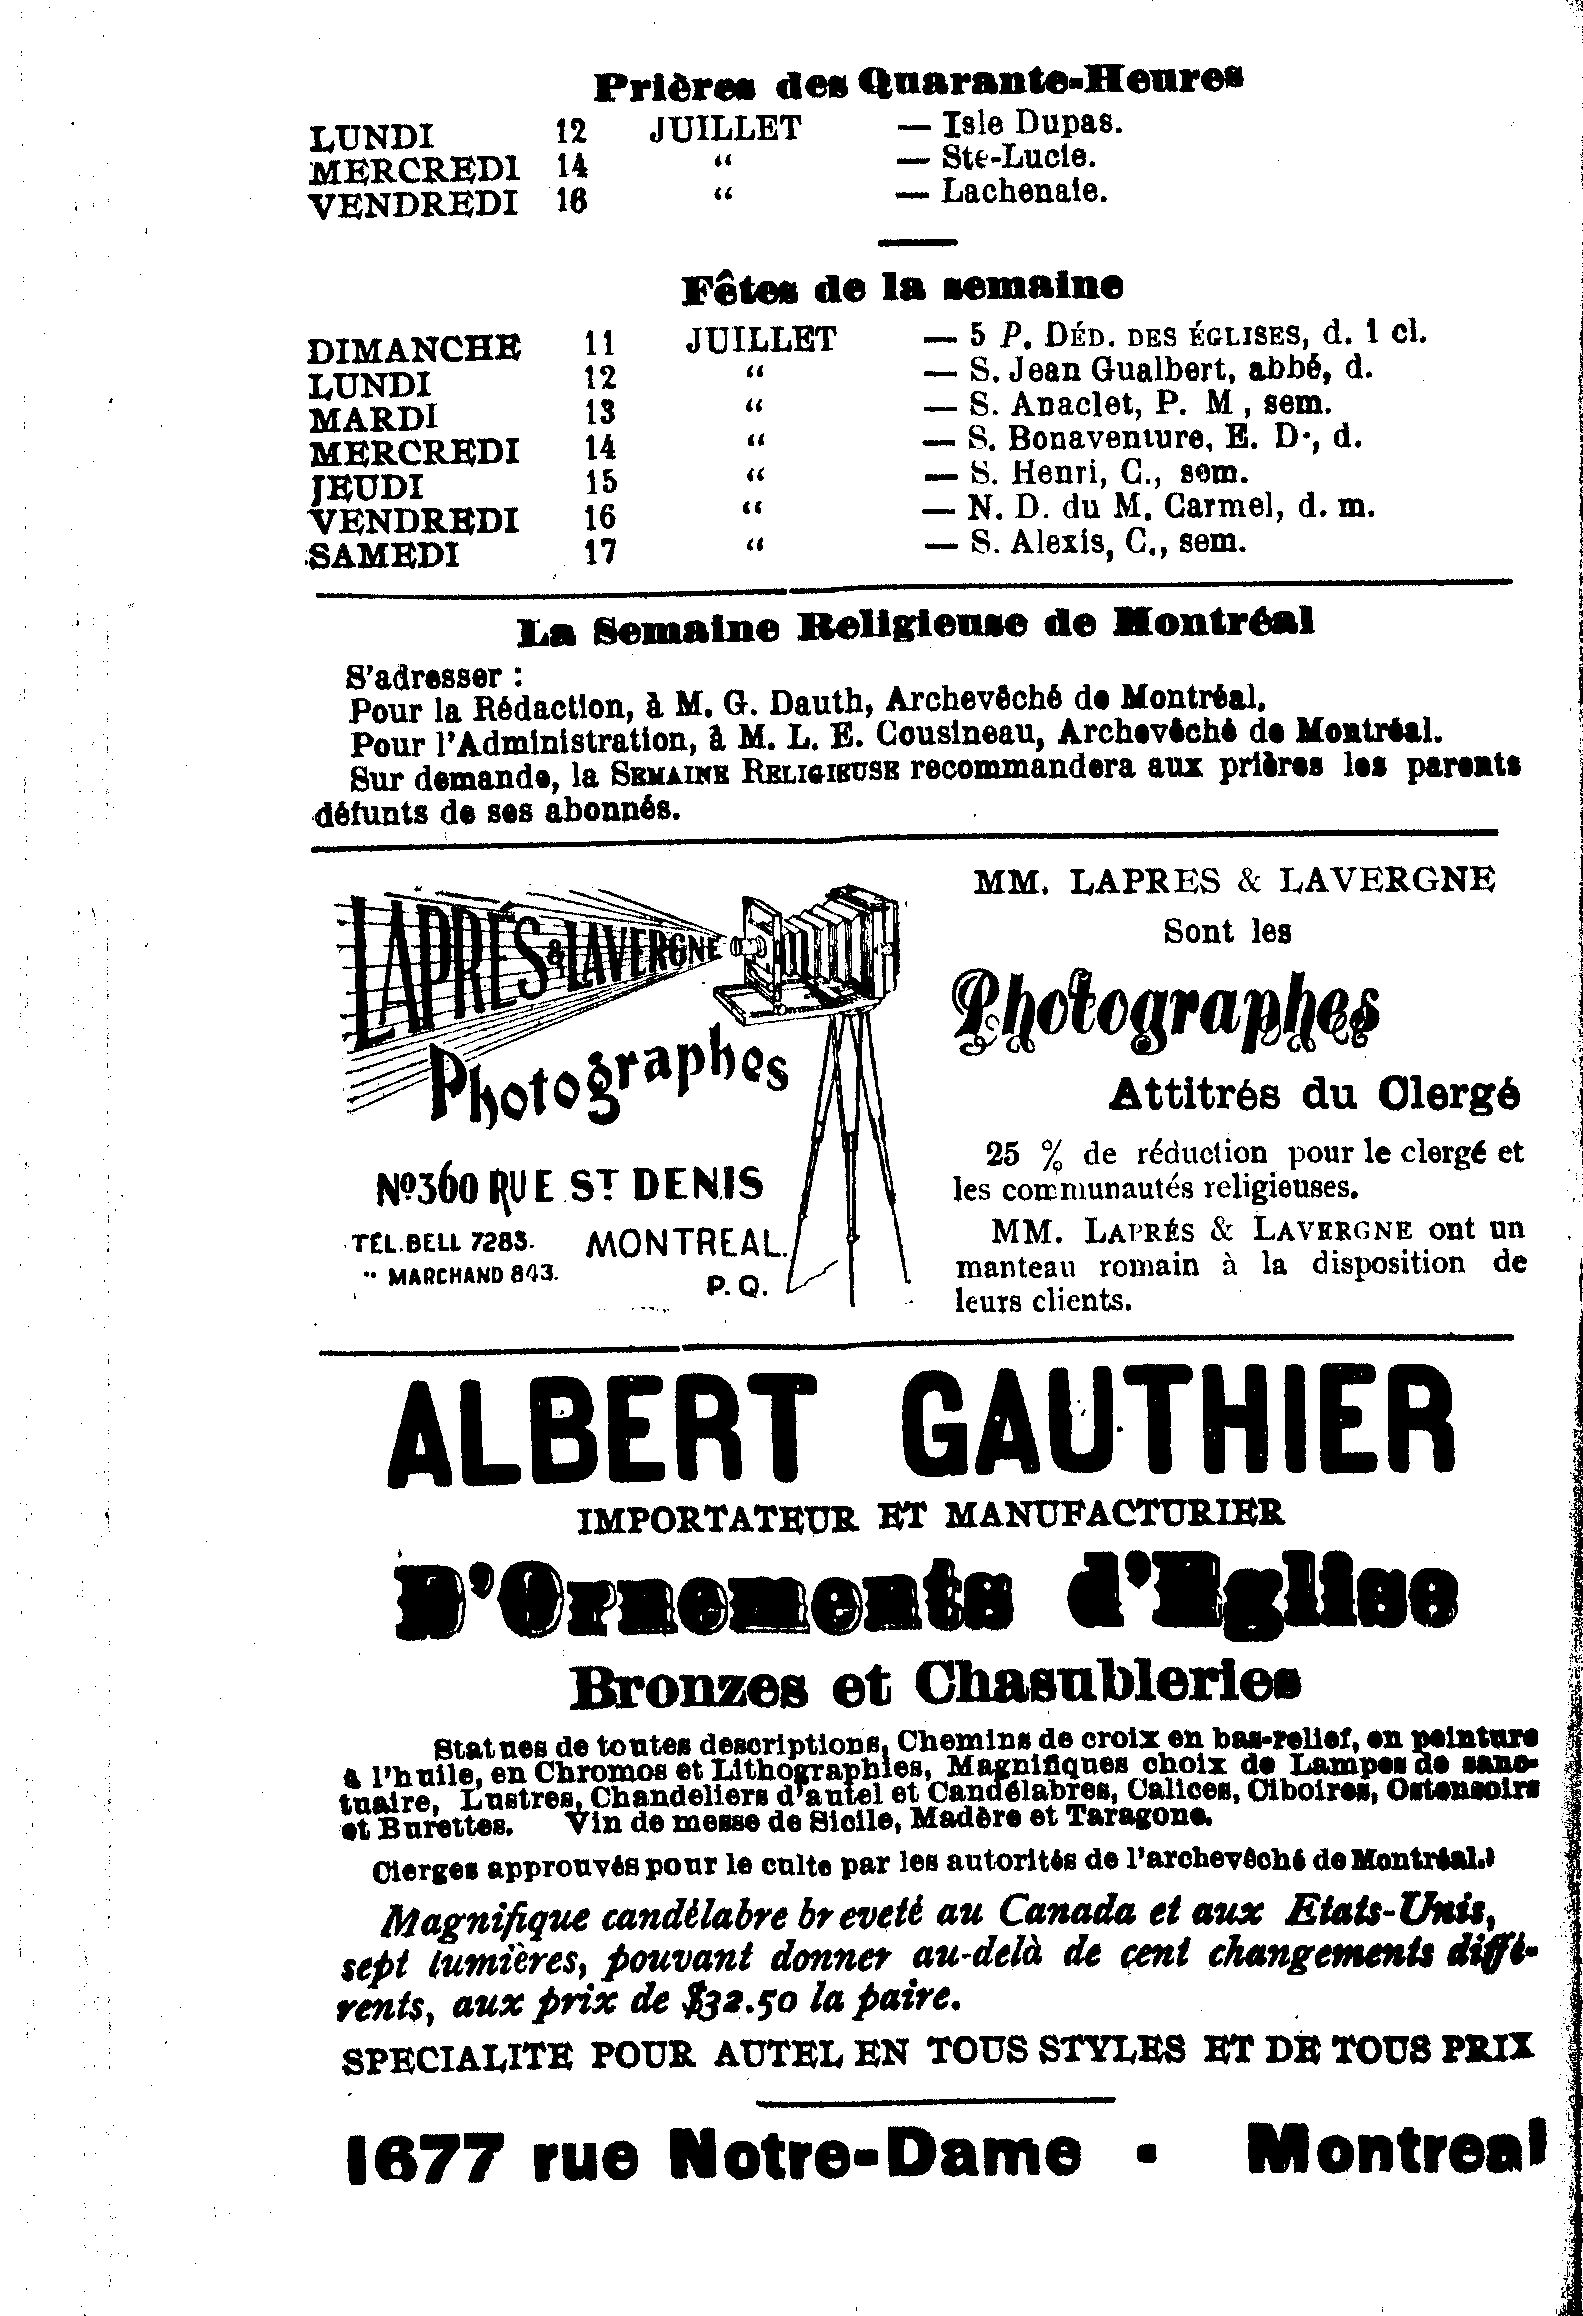 Prières des Quarante-Heures
LUNDI 12 JUILLET — Isle Dupas.
MERCREDI 14 “ — Ste-Lucie.
VENDREDI 16 “ — Lachenaie.
Fêtes de la semaine
DIMANCHE 11 JUILLET — 5 P. DÉD. DES ÉGLISES, d. 1 cl.
LUNDI 12 “ — S. Jean Gualbert, abbé, d.
MARDI 13 “ — S. Anaclet, P. M , sem.
MERCREDI 14 “ — S. Bonaventure, E. D·, d.
JEUDI 15 “ — S. Henri, C., sem.
VENDREDI 16 “ — N. D. du M. Carmel, d. m.
SAMEDI 17 “ — S. Alexis, C., sem.
La Semaine Religieuse de Montréal
S'adresser :
Pour la Rédaction, à M. G. Dauth, Archevêché de Montréal.
Pour l'Administration, à M. L. E. Cousineau, Archevêché de Montréal.
Sur demande, la SEMAINE RELIGIEUSE recommandera aux prières les parents
défunts de ses abonnés.
LAPRÉS & LAVERGNE
Photographes
No 360 RUE ST DENIS
TEL. BELL 7283. MONTREAL.
" MARCHAND 843. P. Q.
MM. LAPRES & LAVERGNE
Sont les
Photographes
Attitrés du Clergé
25 % de réduction pour le clergé et
les communautés religieuses.
MM. LAPRÉS & LAVERGNE ont un
manteau romain à la disposition de
leurs clients.
ALBERT GAUTHIER
IMPORTATEUR ET MANUFACTURIER
D'Ornements d'Eglise
Bronzes et Chasubleries
Statues de toutes descriptions, Chemins de croix en bas-relief, en peinture
à l'huile, en Chromos et Lithographies, Magnifiques choix de Lampes de sanc-
tuaire, Lustres, Chandeliers d'autel et Candélabres, Calices, Ciboires, Ostensoirs
et Burettes. Vin de messe de Sicile, Madère et Taragone.
Cierges approuvés pour le culte par les autorités de l'archevêché de Montréal.
Magnifique candélabre breveté au Canada et aux Etats-Unis,
sept lumières, pouvant donner au-delà de cent changements diffé-
rents, aux prix de $32.50 la paire.
SPECIALITE POUR AUTEL EN TOUS STYLES ET DE TOUS PRIX
1677 rue Notre-Dame - Montreal